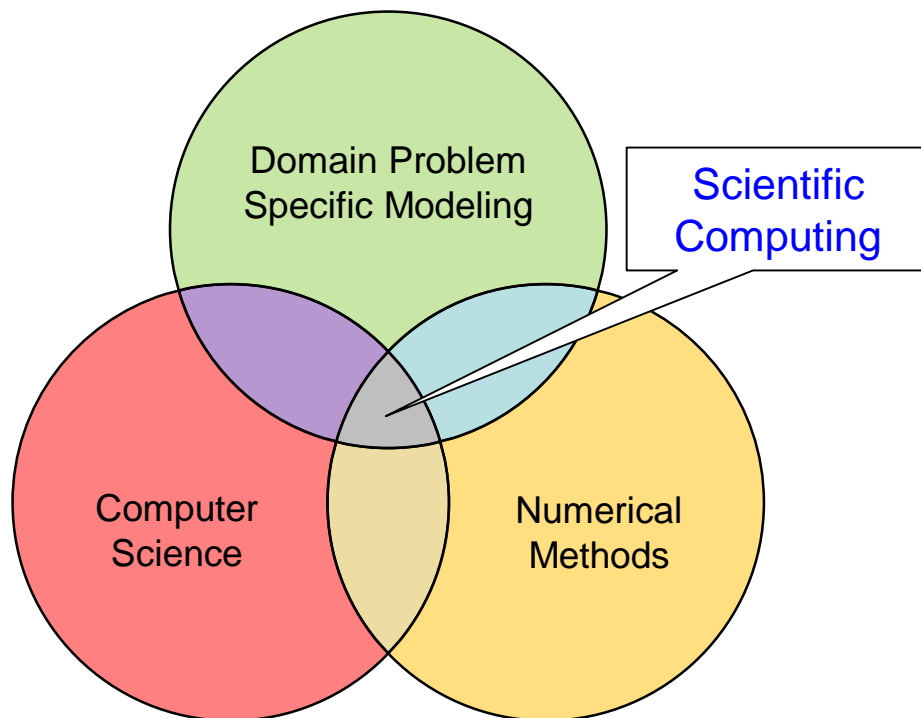 Domain Problem
Specific Modeling
Scientific
Computing
Computer
Science
Numerical
Methods